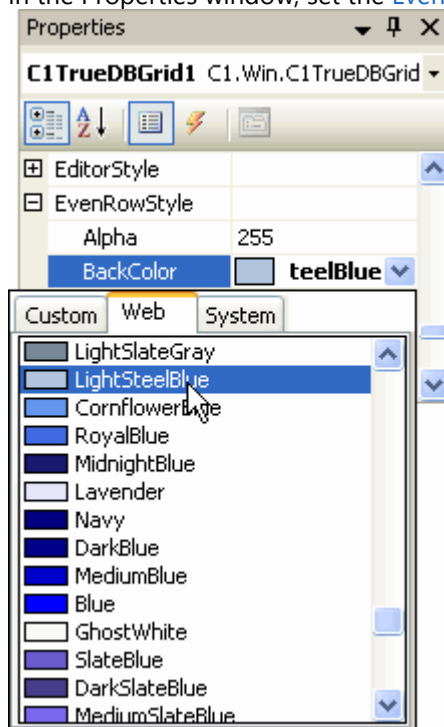 In the Properties window, set the Even
Properties
C1TrueDBGrid1 C1.Win.C1TrueDBGrid
EditorStyle
EvenRowStyle
Alpha 255
BackColor teelBlue
Custom Web System
LightSlateGray
LightSteelBlue
CornflowerBlue
RoyalBlue
MidnightBlue
Lavender
Navy
DarkBlue
MediumBlue
Blue
GhostWhite
SlateBlue
DarkSlateBlue
MediumSlateBlue